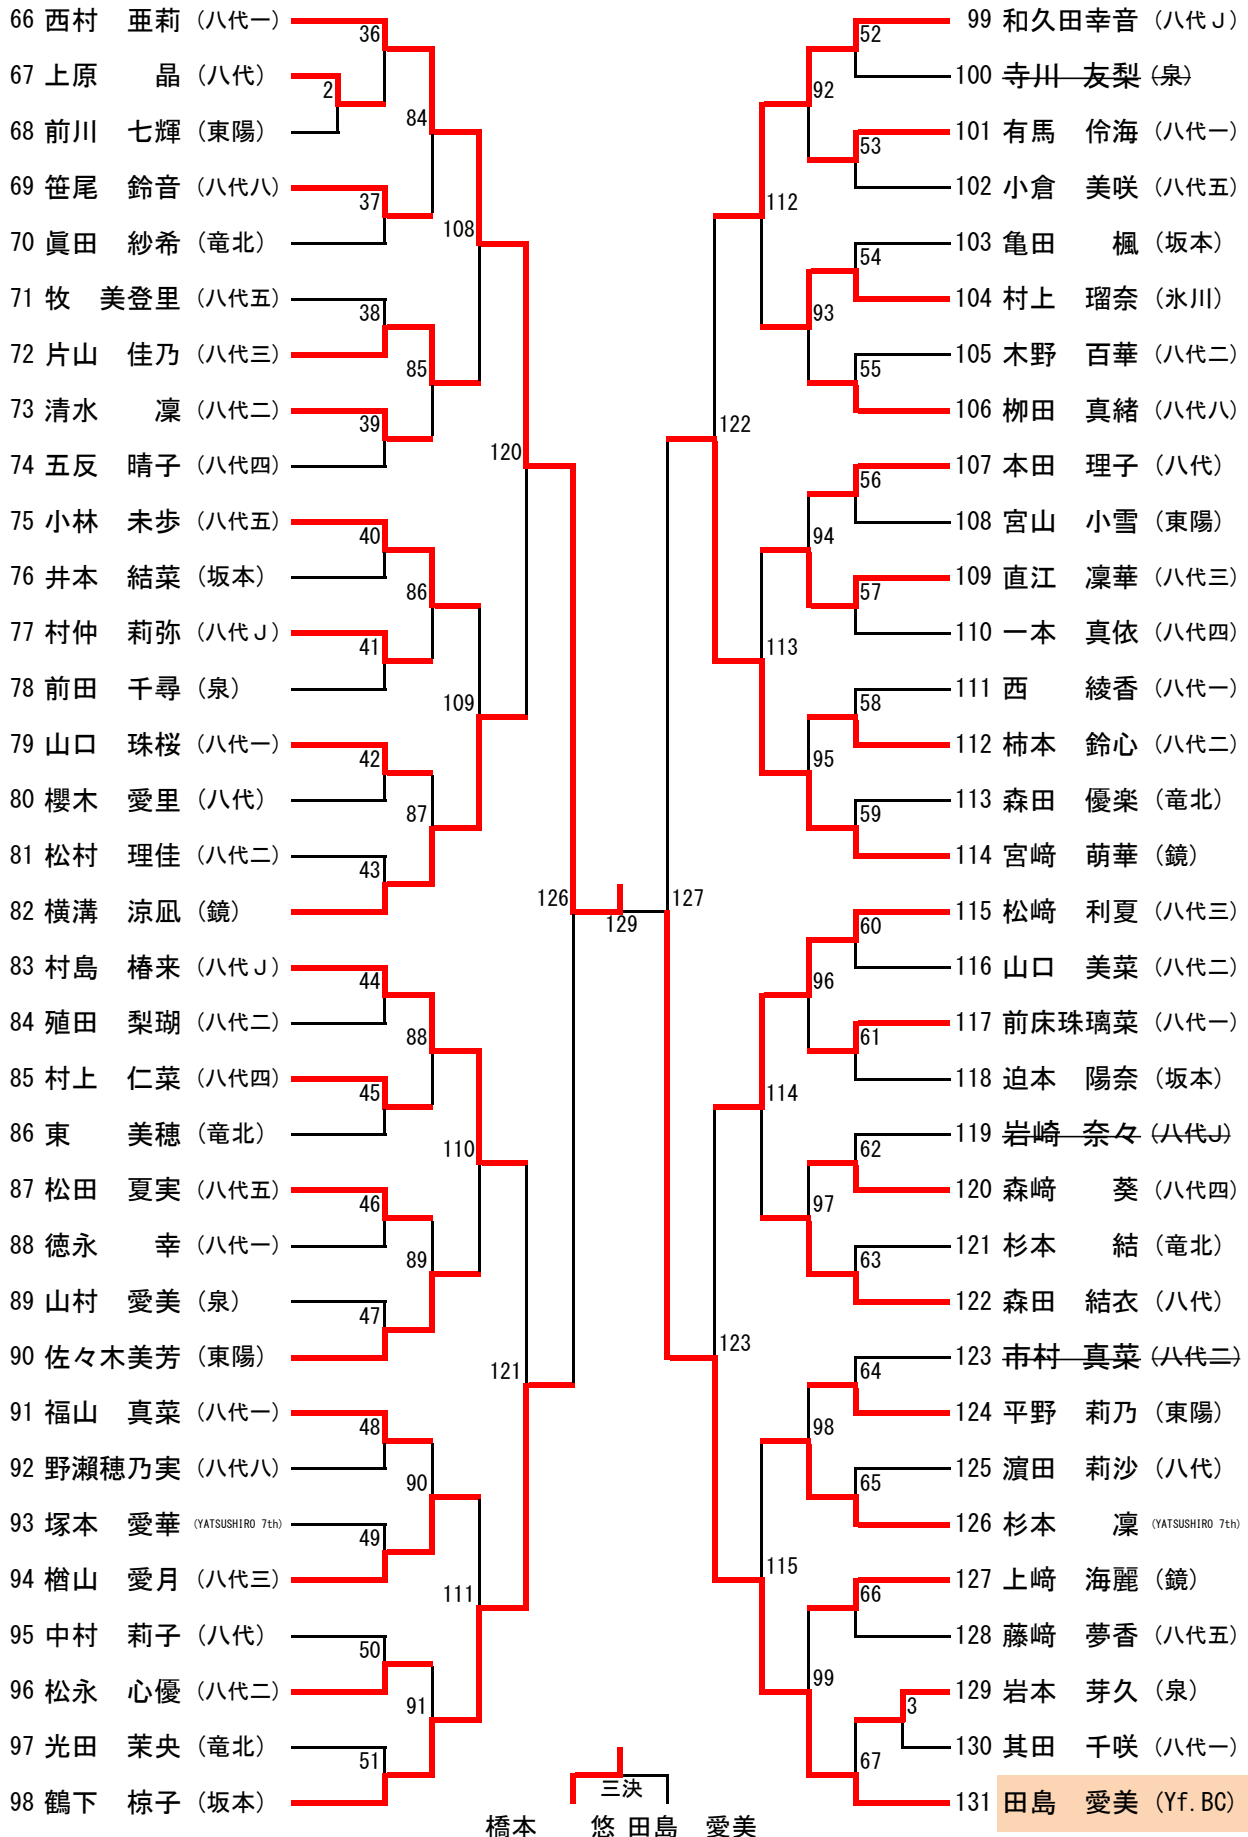 66 西村 亜莉 (八代一)
67 上原 晶 (八代)
68 前川 七輝 (東陽)
69 笹尾 鈴音 (八代八)
70 眞田 紗希 (竜北)
71 牧 美登里 (八代五)
72 片山 佳乃 (八代三)
73 清水 凜 (八代二)
74 五反 晴子 (八代四)
75 小林 未歩 (八代五)
76 井本 結菜 (坂本)
77 村仲 莉弥 (八代J)
78 前田 千尋 (泉)
79 山口 珠桜 (八代一)
80 櫻木 愛里 (八代)
81 松村 理佳 (八代二)
82 横溝 涼凪 (鏡)
83 村島 椿来 (八代J)
84 殖田 梨瑚 (八代二)
85 村上 仁菜 (八代四)
86 東 美穂 (竜北)
87 松田 夏実 (八代五)
88 徳永 幸 (八代一)
89 山村 愛美 (泉)
90 佐々木美芳 (東陽)
91 福山 真菜 (八代一)
92 野瀬穂乃実 (八代八)
93 塚本 愛華 (YATSUSHIRO 7th)
94 楢山 愛月 (八代三)
95 中村 莉子 (八代)
96 松永 心優 (八代二)
97 光田 茉央 (竜北)
98 鶴下 椋子 (坂本)
36
2
37
38
39
40
41
42
43
44
45
46
47
48
49
50
51
84
85
86
87
88
89
90
91
108
109
110
111
120
121
126
129
127
122
123
112
113
114
115
92
93
94
95
96
97
98
99
52
53
54
55
56
57
58
59
60
61
62
63
64
65
66
3
67
99 和久田幸音 (八代J)
100 寺川 友梨 (泉)
101 有馬 伶海 (八代一)
102 小倉 美咲 (八代五)
103 亀田 楓 (坂本)
104 村上 瑠奈 (氷川)
105 木野 百華 (八代二)
106 栁田 真緒 (八代八)
107 本田 理子 (八代)
108 宮山 小雪 (東陽)
109 直江 凜華 (八代三)
110 一本 真依 (八代四)
111 西 綾香 (八代一)
112 柿本 鈴心 (八代二)
113 森田 優楽 (竜北)
114 宮﨑 萌華 (鏡)
115 松﨑 利夏 (八代三)
116 山口 美菜 (八代二)
117 前床珠璃菜 (八代一)
118 迫本 陽奈 (坂本)
119 岩崎 奈々 (八代J)
120 森﨑 葵 (八代四)
121 杉本 結 (竜北)
122 森田 結衣 (八代)
123 市村 真菜 (八代二)
124 平野 莉乃 (東陽)
125 濵田 莉沙 (八代)
126 杉本 凜 (YATSUSHIRO 7th)
127 上﨑 海麗 (鏡)
128 藤﨑 夢香 (八代五)
129 岩本 芽久 (泉)
130 其田 千咲 (八代一)
131 田島 愛美 (Yf.BC)
三決
橋本 悠 田島 愛美